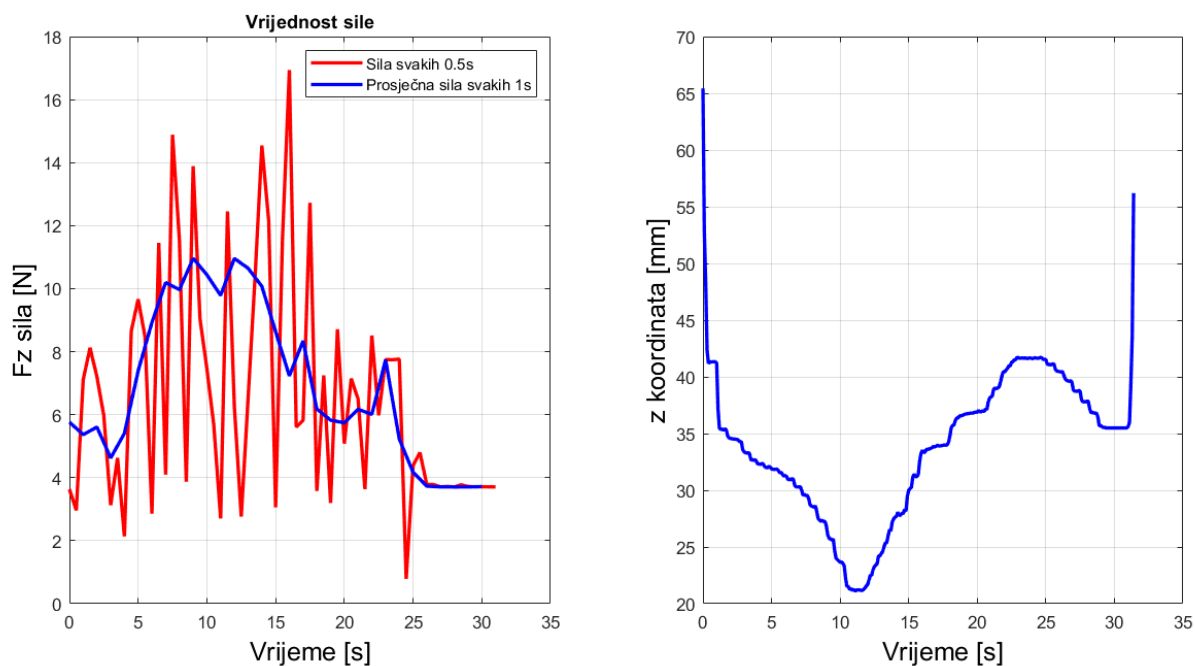 Vrijednost sile
Sila svakih 0.5s
Prosječna sila svakih 1s
Fz sila [N]
18
16
14
12
10
8
6
4
2
0
0 5 10 15 20 25 30 35
Vrijeme [s]
z koordinata [mm]
70
65
60
55
50
45
40
35
30
25
20
0 5 10 15 20 25 30 35
Vrijeme [s]